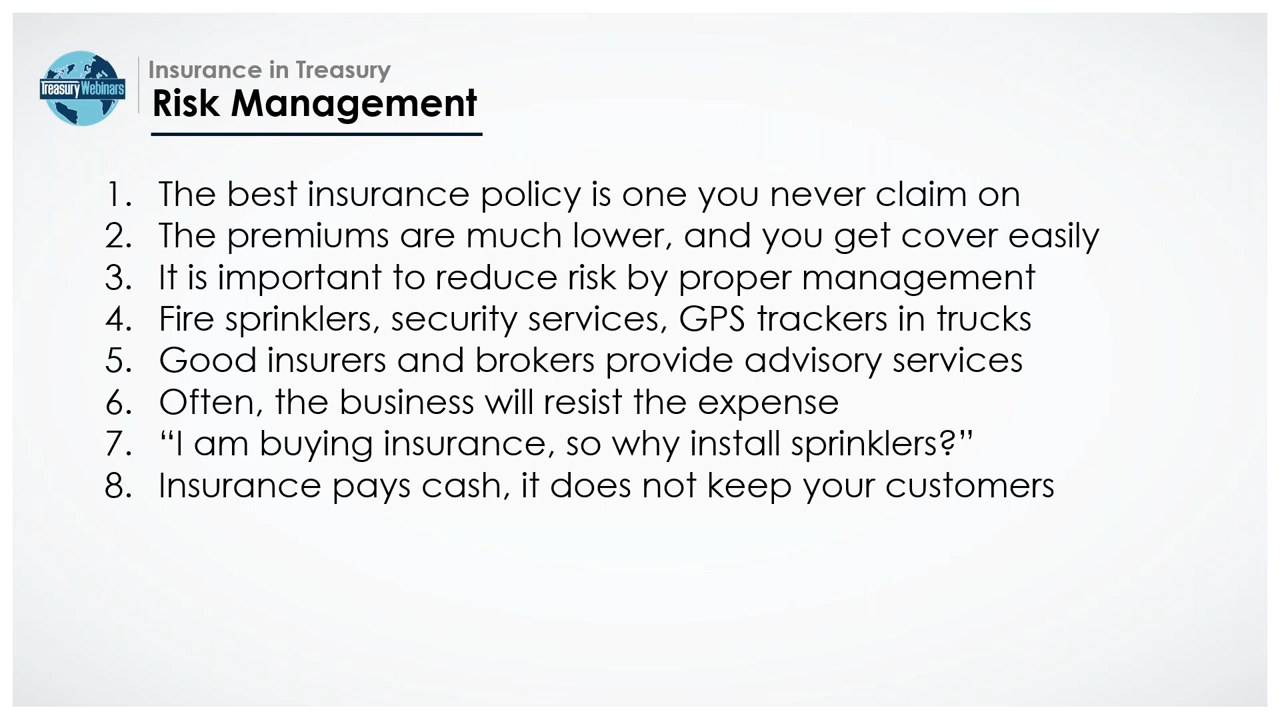 Treasury Webinars
Insurance in Treasury
Risk Management
1. The best insurance policy is one you never claim on
2. The premiums are much lower, and you get cover easily
3. It is important to reduce risk by proper management
4. Fire sprinklers, security services, GPS trackers in trucks
5. Good insurers and brokers provide advisory services
6. Often, the business will resist the expense
7. “I am buying insurance, so why install sprinklers?”
8. Insurance pays cash, it does not keep your customers